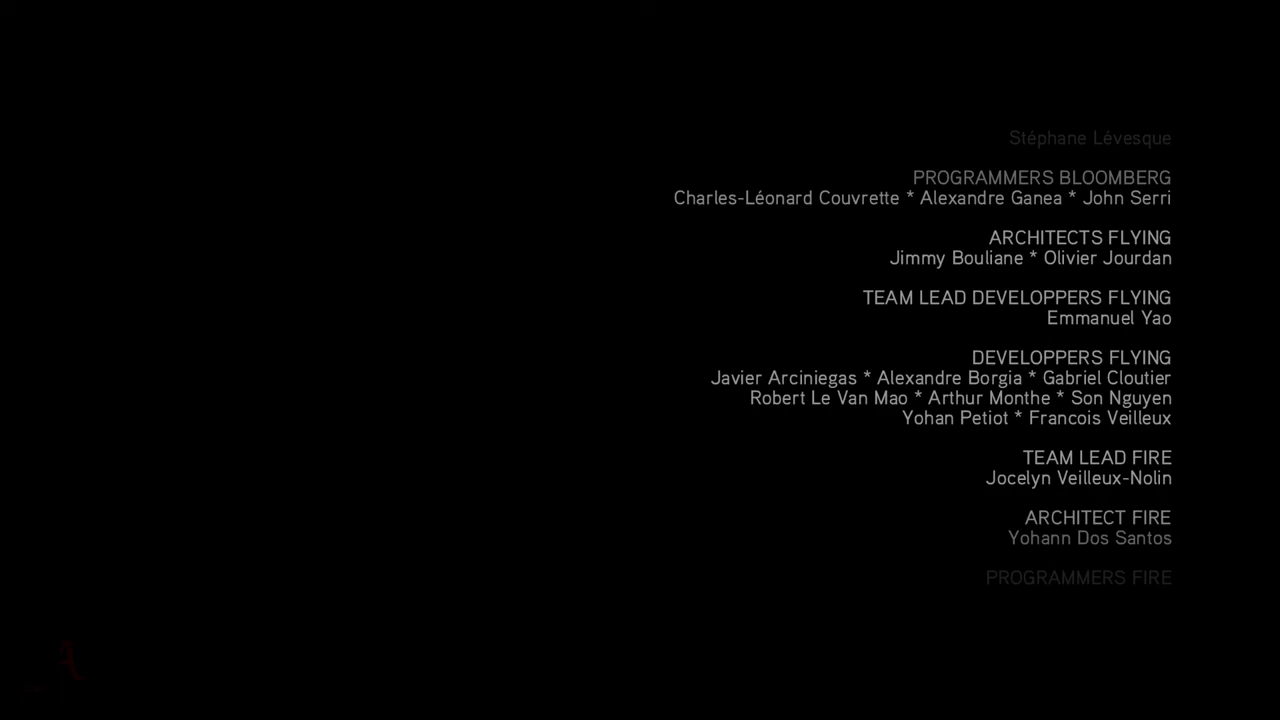 Stéphane Lévesque
PROGRAMMERS BLOOMBERG
Charles-Léonard Couvrette * Alexandre Ganea * John Serri
ARCHITECTS FLYING
Jimmy Bouliane * Olivier Jourdan
TEAM LEAD DEVELOPPERS FLYING
Emmanuel Yao
DEVELOPPERS FLYING
Javier Arciniegas * Alexandre Borgia * Gabriel Cloutier
Robert Le Van Mao * Arthur Monthe * Son Nguyen
Yohan Petiot * Francois Veilleux
TEAM LEAD FIRE
Jocelyn Veilleux-Nolin
ARCHITECT FIRE
Yohann Dos Santos
PROGRAMMERS FIRE